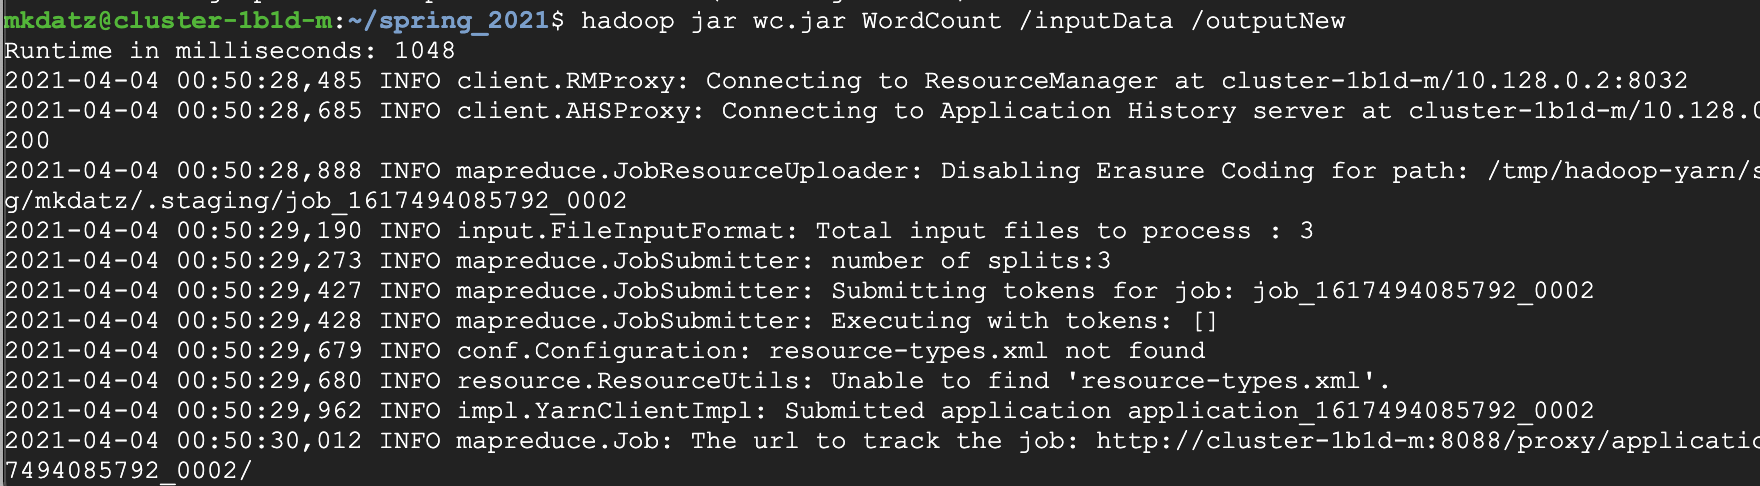 mkdatz@cluster-1b1d-m:~/spring_2021$ hadoop jar wc.jar WordCount /inputData /outputNew
Runtime in milliseconds: 1048
2021-04-04 00:50:28,485 INFO client.RMProxy: Connecting to ResourceManager at cluster-1b1d-m/10.128.0.2:8032
2021-04-04 00:50:28,685 INFO client.AHSProxy: Connecting to Application History server at cluster-1b1d-m/10.128.0
200
2021-04-04 00:50:28,888 INFO mapreduce.JobResourceUploader: Disabling Erasure Coding for path: /tmp/hadoop-yarn/s
g/mkdatz/.staging/job_1617494085792_0002
2021-04-04 00:50:29,190 INFO input.FileInputFormat: Total input files to process : 3
2021-04-04 00:50:29,273 INFO mapreduce.JobSubmitter: number of splits:3
2021-04-04 00:50:29,427 INFO mapreduce.JobSubmitter: Submitting tokens for job: job_1617494085792_0002
2021-04-04 00:50:29,428 INFO mapreduce.JobSubmitter: Executing with tokens: []
2021-04-04 00:50:29,679 INFO conf.Configuration: resource-types.xml not found
2021-04-04 00:50:29,680 INFO resource.ResourceUtils: Unable to find 'resource-types.xml'.
2021-04-04 00:50:29,962 INFO impl.YarnClientImpl: Submitted application application_1617494085792_0002
2021-04-04 00:50:30,012 INFO mapreduce.Job: The url to track the job: http://cluster-1b1d-m:8088/proxy/applicatio
7494085792_0002/